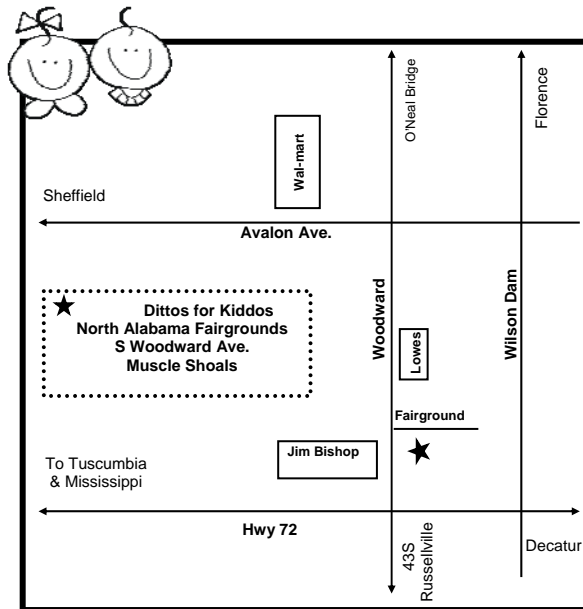 O'Neal Bridge
Florence
Wal-mart
Sheffield
Avalon Ave.
Woodward
Wilson Dam
Dittos for Kiddos
North Alabama Fairgrounds
S Woodward Ave.
Muscle Shoals
Lowes
Fairground
Jim Bishop
To Tuscumbia
& Mississippi
Hwy 72
43S
Russellville
Decatur